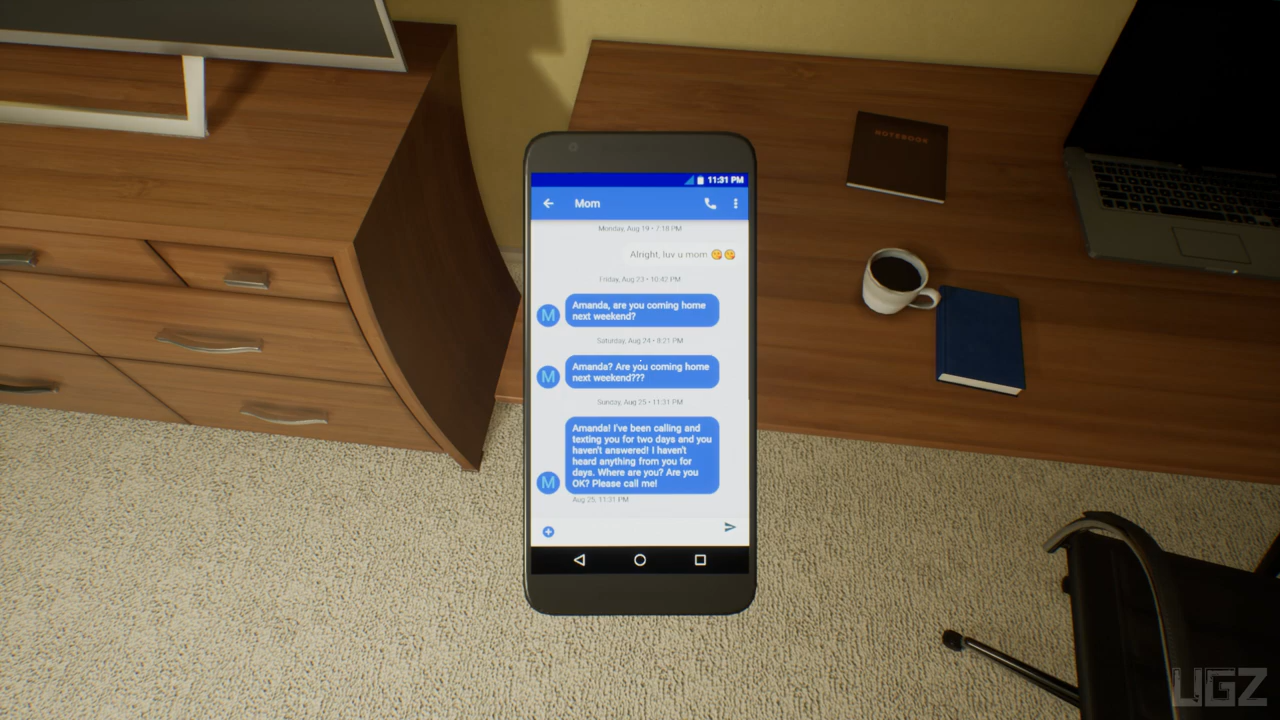 11:31 PM
Mom
Monday, Aug 19 • 7:18 PM
Alright, luv u mom 😘😘
Friday, Aug 23 • 10:42 PM
M
Amanda, are you coming home
next weekend?
Saturday, Aug 24 • 8:21 PM
M
Amanda? Are you coming home
next weekend???
Sunday, Aug 25 • 11:31 PM
M
Amanda! I've been calling and
texting you for two days and you
haven't answered! I haven't
heard anything from you for
days. Where are you? Are you
OK? Please call me!
Aug 25, 11:31 PM
NOTEBOOK
UGZ